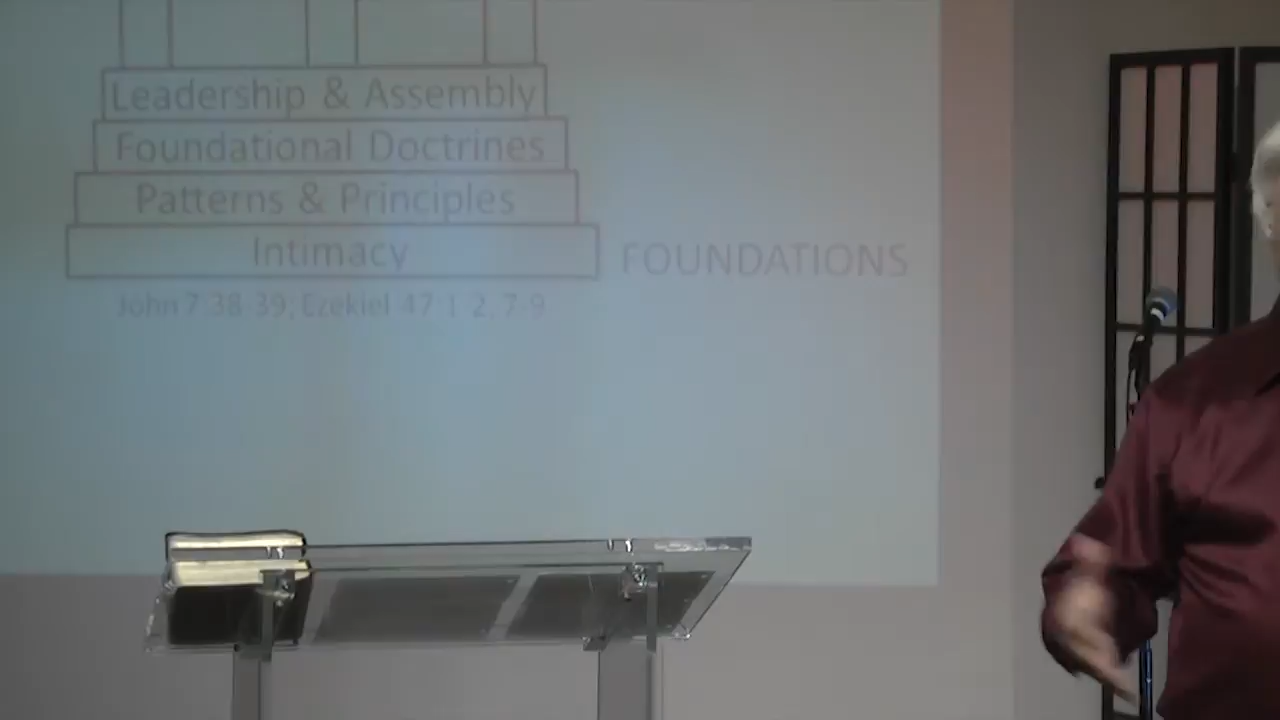 Leadership & Assembly
Foundational Doctrines
Patterns & Principles
Intimacy
FOUNDATIONS
John 7:38-39; Ezekiel 47:1-2, 7-9